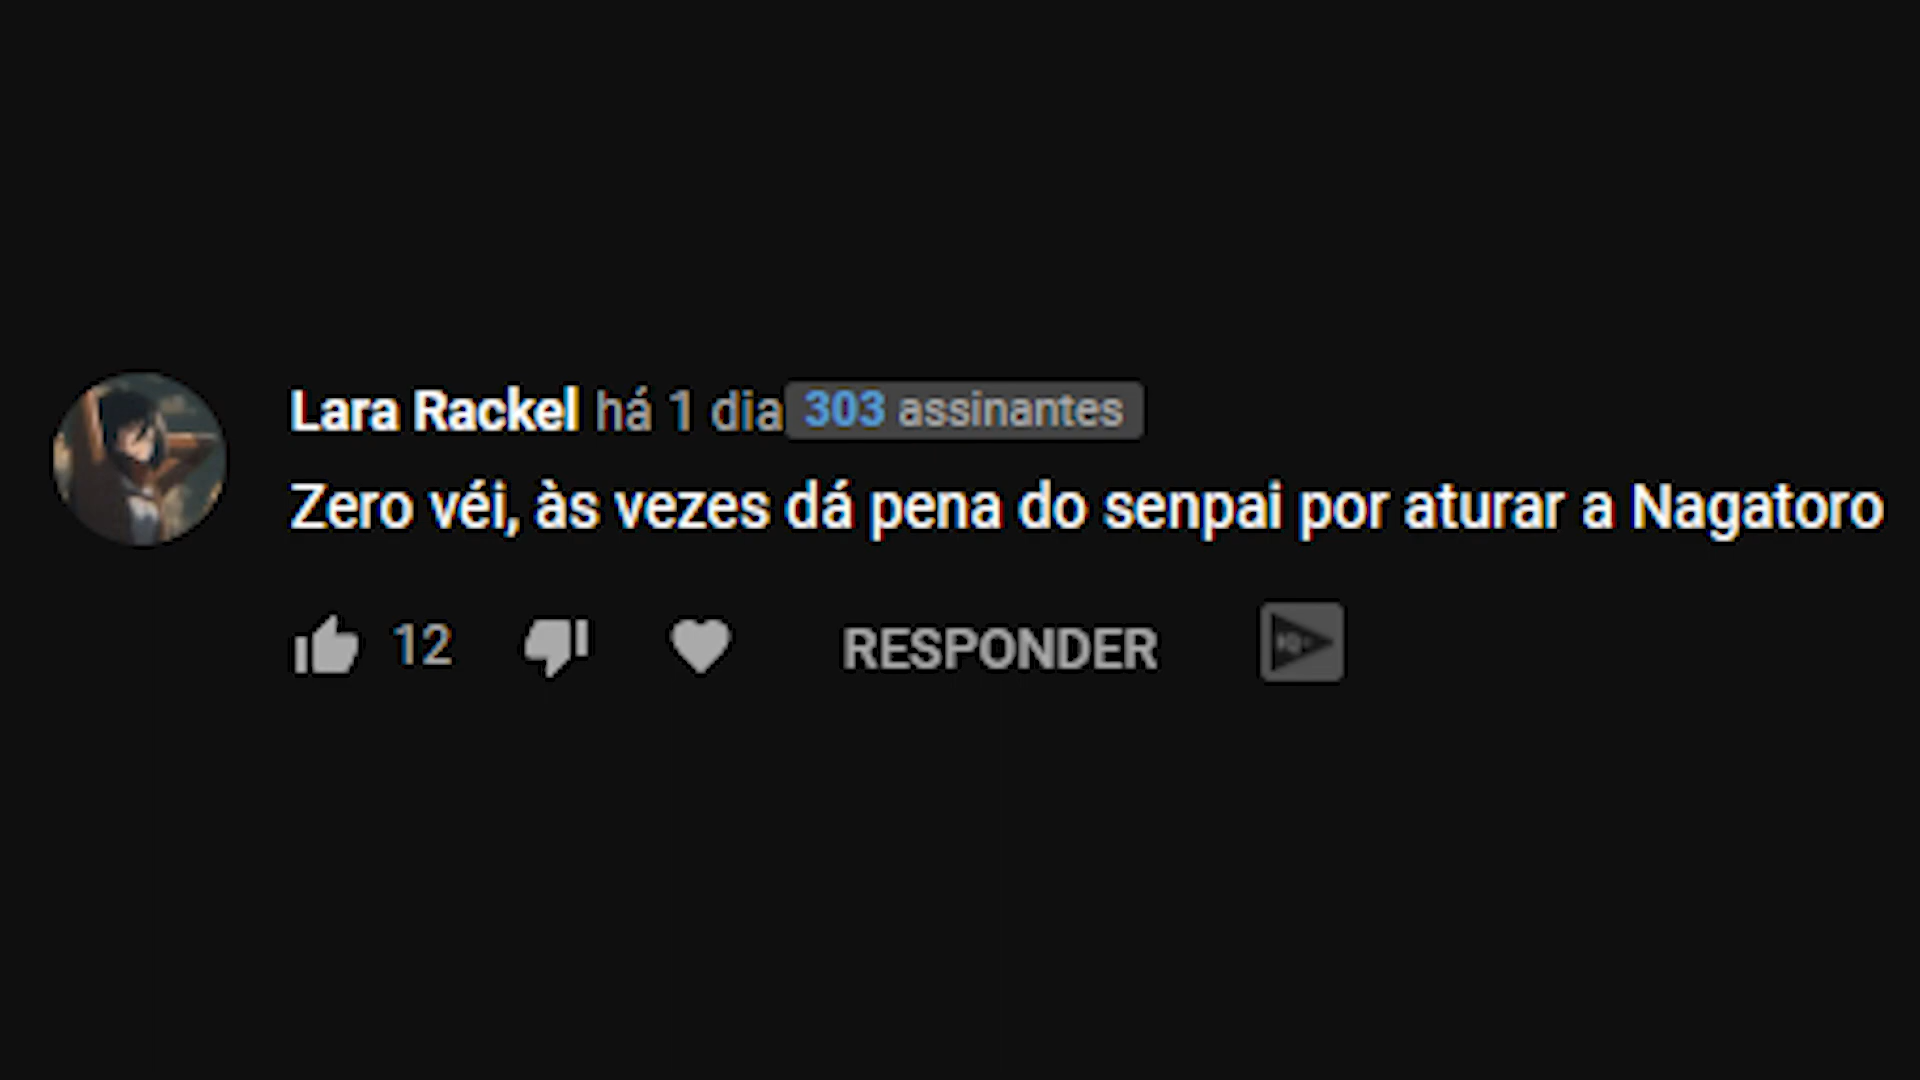 Lara Rackel há 1 dia 303 assinantes
Zero véi, às vezes dá pena do senpai por aturar a Nagatoro
12 RESPONDER